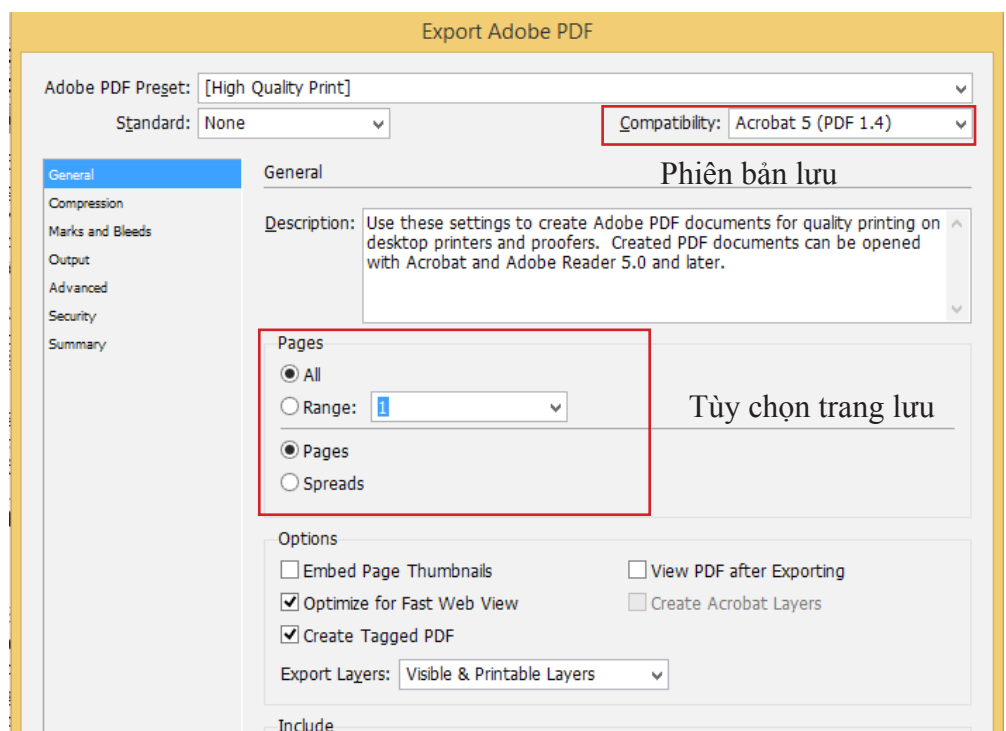 Export Adobe PDF
Adobe PDF Preset: [High Quality Print]
Standard: None
Compatibility: Acrobat 5 (PDF 1.4)
Phiên bản lưu
General
Compression
Marks and Bleeds
Output
Advanced
Security
Summary
General
Description: Use these settings to create Adobe PDF documents for quality printing on
desktop printers and proofers. Created PDF documents can be opened
with Acrobat and Adobe Reader 5.0 and later.
Pages
All
Range: 1
Tùy chọn trang lưu
Pages
Spreads
Options
Embed Page Thumbnails
View PDF after Exporting
Optimize for Fast Web View
Create Acrobat Layers
Create Tagged PDF
Export Layers: Visible & Printable Layers
Include